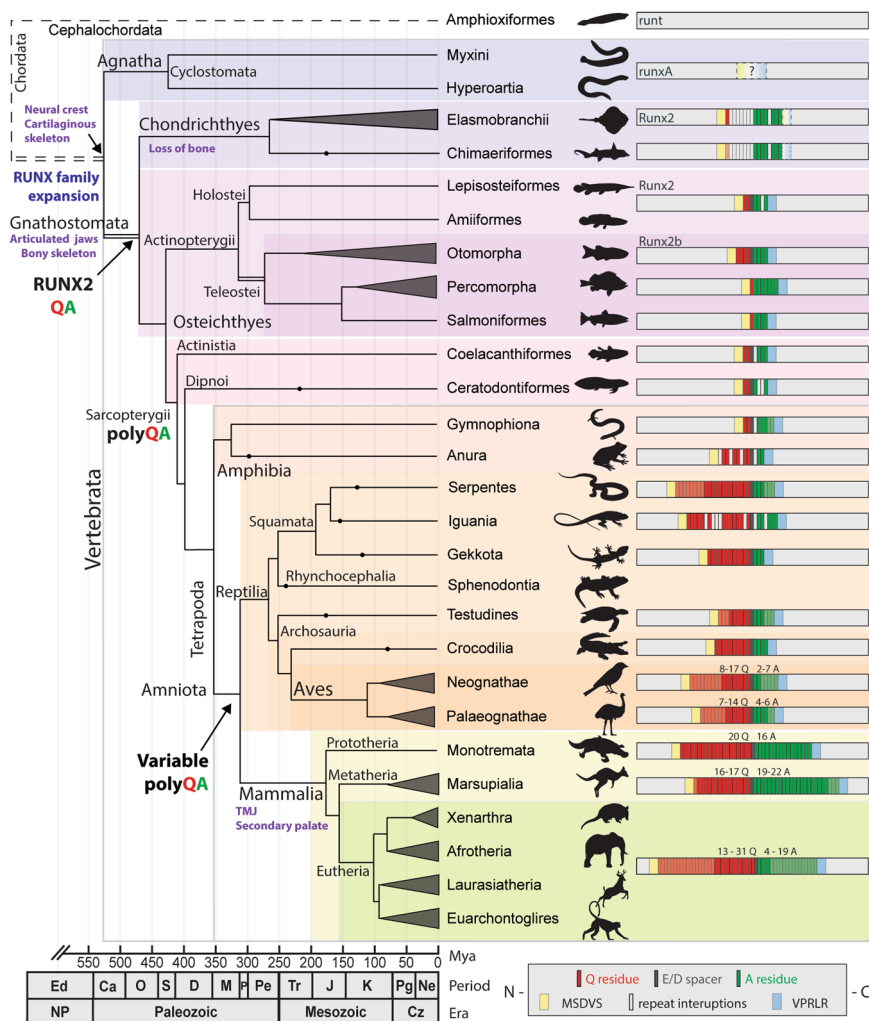 Amphioxiformes
runt
Cephalochordata
Chordata
Agnatha
Myxini
Cyclostomata
runxA
?
Hyperoartia
Neural crest
Cartilaginous
skeleton
Chondrichthyes
Elasmobranchii
Runx2
Loss of bone
Chimaeriformes
RUNX family
expansion
Lepisosteiformes
Runx2
Holostei
Gnathostomata
Amiiformes
Articulated jaws
Bony skeleton
Actinopterygii
Runx2b
Otomorpha
RUNX2
QA
Teleostei
Percomorpha
Osteichthyes
Salmoniformes
Actinistia
Coelacanthiformes
Dipnoi
Ceratodontiformes
Sarcopterygii
polyQA
Gymnophiona
Vertebrata
Amphibia
Anura
Serpentes
Squamata
Iguania
Gekkota
Rhynchocephalia
Sphenodontia
Reptilia
Tetrapoda
Testudines
Archosauria
Crocodilia
8-17 Q 2-7 A
Amniota
Aves
Neognathae
7-14 Q 4-6 A
Palaeognathae
20 Q 16 A
Prototheria
Monotremata
Variable
polyQA
16-17 Q 19-22 A
Metatheria
Marsupialia
Mammalia
TMJ
Secondary palate
Xenarthra
13 - 31 Q 4 - 19 A
Afrotheria
Eutheria
Laurasiatheria
Euarchontoglires
550 500 450 400 350 300 250 200 150 100 50 0 Mya
Ed Ca O S D M P Pe Tr J K Pg Ne Period
NP Paleozoic Mesozoic Cz Era
N - Q residue E/D spacer A residue - C
MSDVS repeat interuptions VPRLR